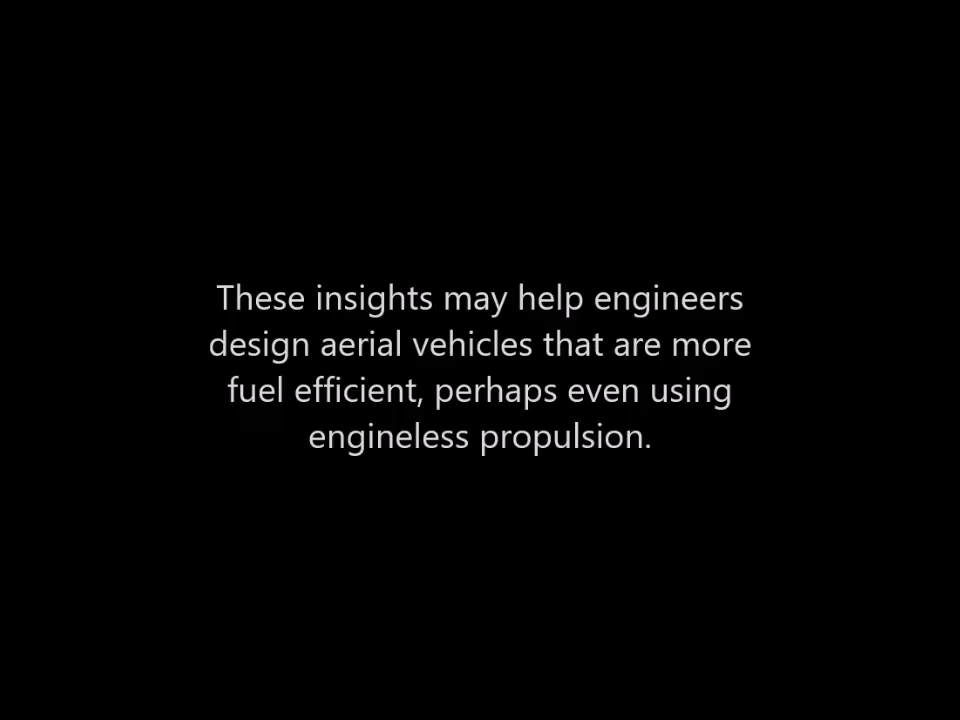 These insights may help engineers
design aerial vehicles that are more
fuel efficient, perhaps even using
engineless propulsion.